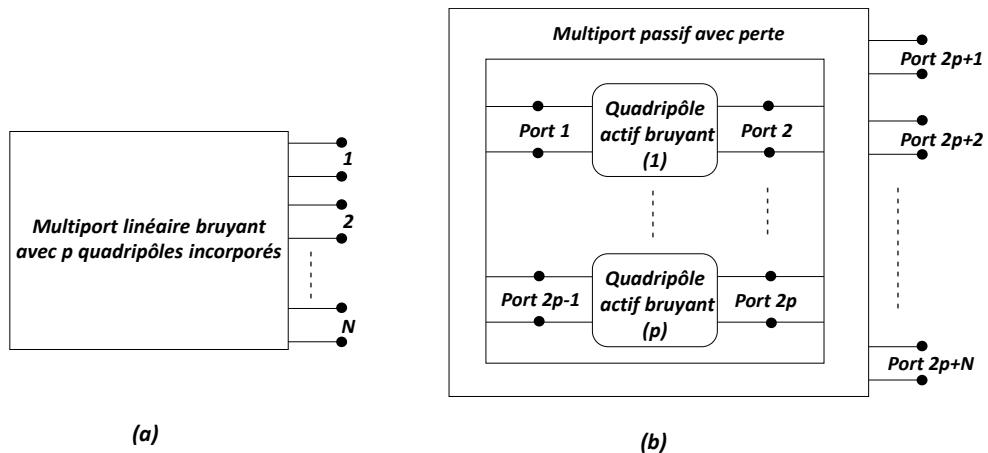 Multiport linéaire bruyant
avec p quadripôles incorporés
1
2
N
(a)
Multiport passif avec perte
Port 1
Quadripôle
actif bruyant
(1)
Port 2
Port 2p-1
Quadripôle
actif bruyant
(p)
Port 2p
Port 2p+1
Port 2p+2
Port 2p+N
(b)